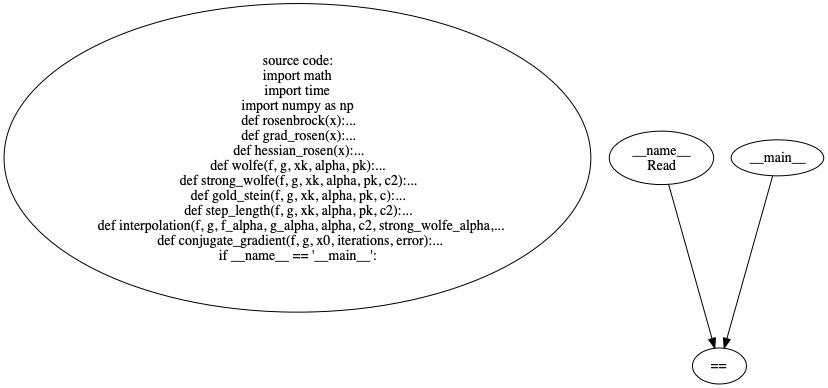 source code:
import math
import time
import numpy as np
def rosenbrock(x):...
def grad_rosen(x):...
def hessian_rosen(x):...
def wolfe(f, g, xk, alpha, pk):...
def strong_wolfe(f, g, xk, alpha, pk, c2):...
def gold_stein(f, g, xk, alpha, pk, c):...
def step_length(f, g, xk, alpha, pk, c2):...
def interpolation(f, g, f_alpha, g_alpha, alpha, c2, strong_wolfe_alpha,...
def conjugate_gradient(f, g, x0, iterations, error):...
if __name__ == '__main__':
__name__
Read
__main__
==